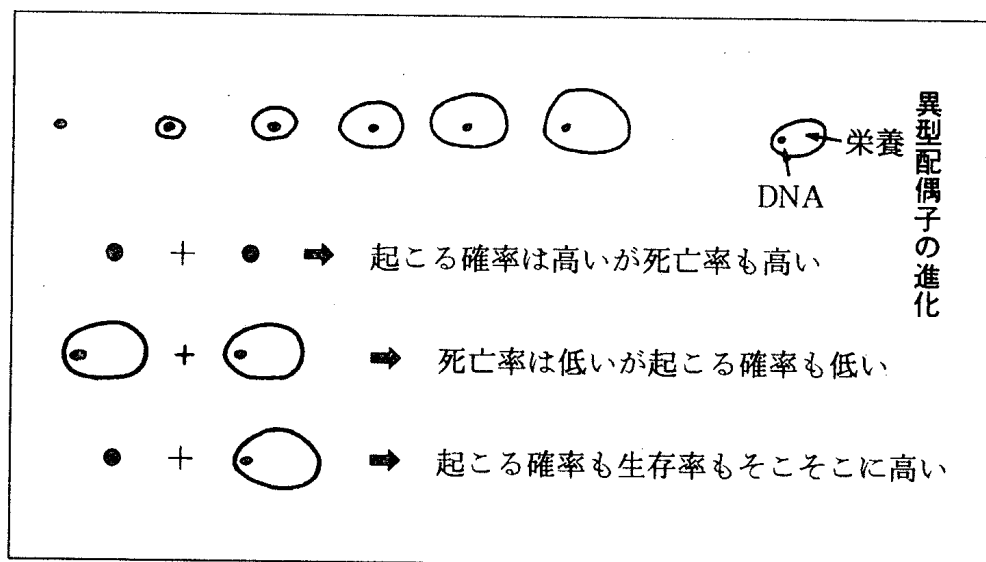 異型配偶子の進化
栄養
DNA
+ 起こる確率は高いが死亡率も高い
+ 死亡率は低いが起こる確率も低い
+ 起こる確率も生存率もそこそこに高い